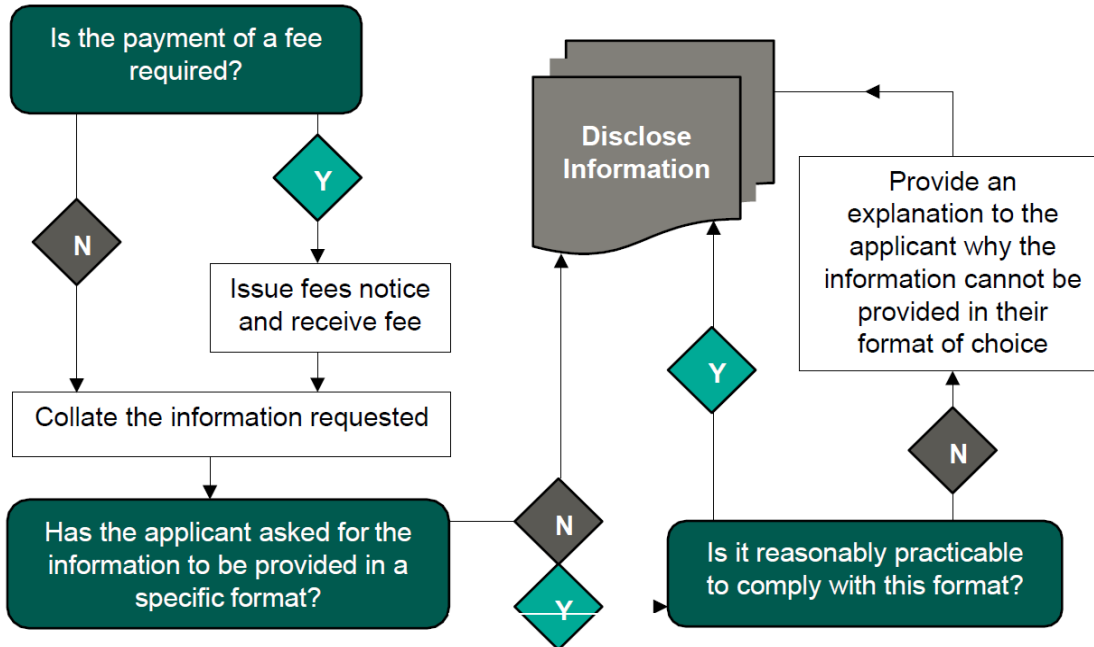 Is the payment of a fee
required?
Y
N
Issue fees notice
and receive fee
Collate the information requested
Has the applicant asked for the
information to be provided in a
specific format?
N
Y
Disclose
Information
Y
Is it reasonably practicable
to comply with this format?
N
Provide an
explanation to the
applicant why the
information cannot be
provided in their
format of choice